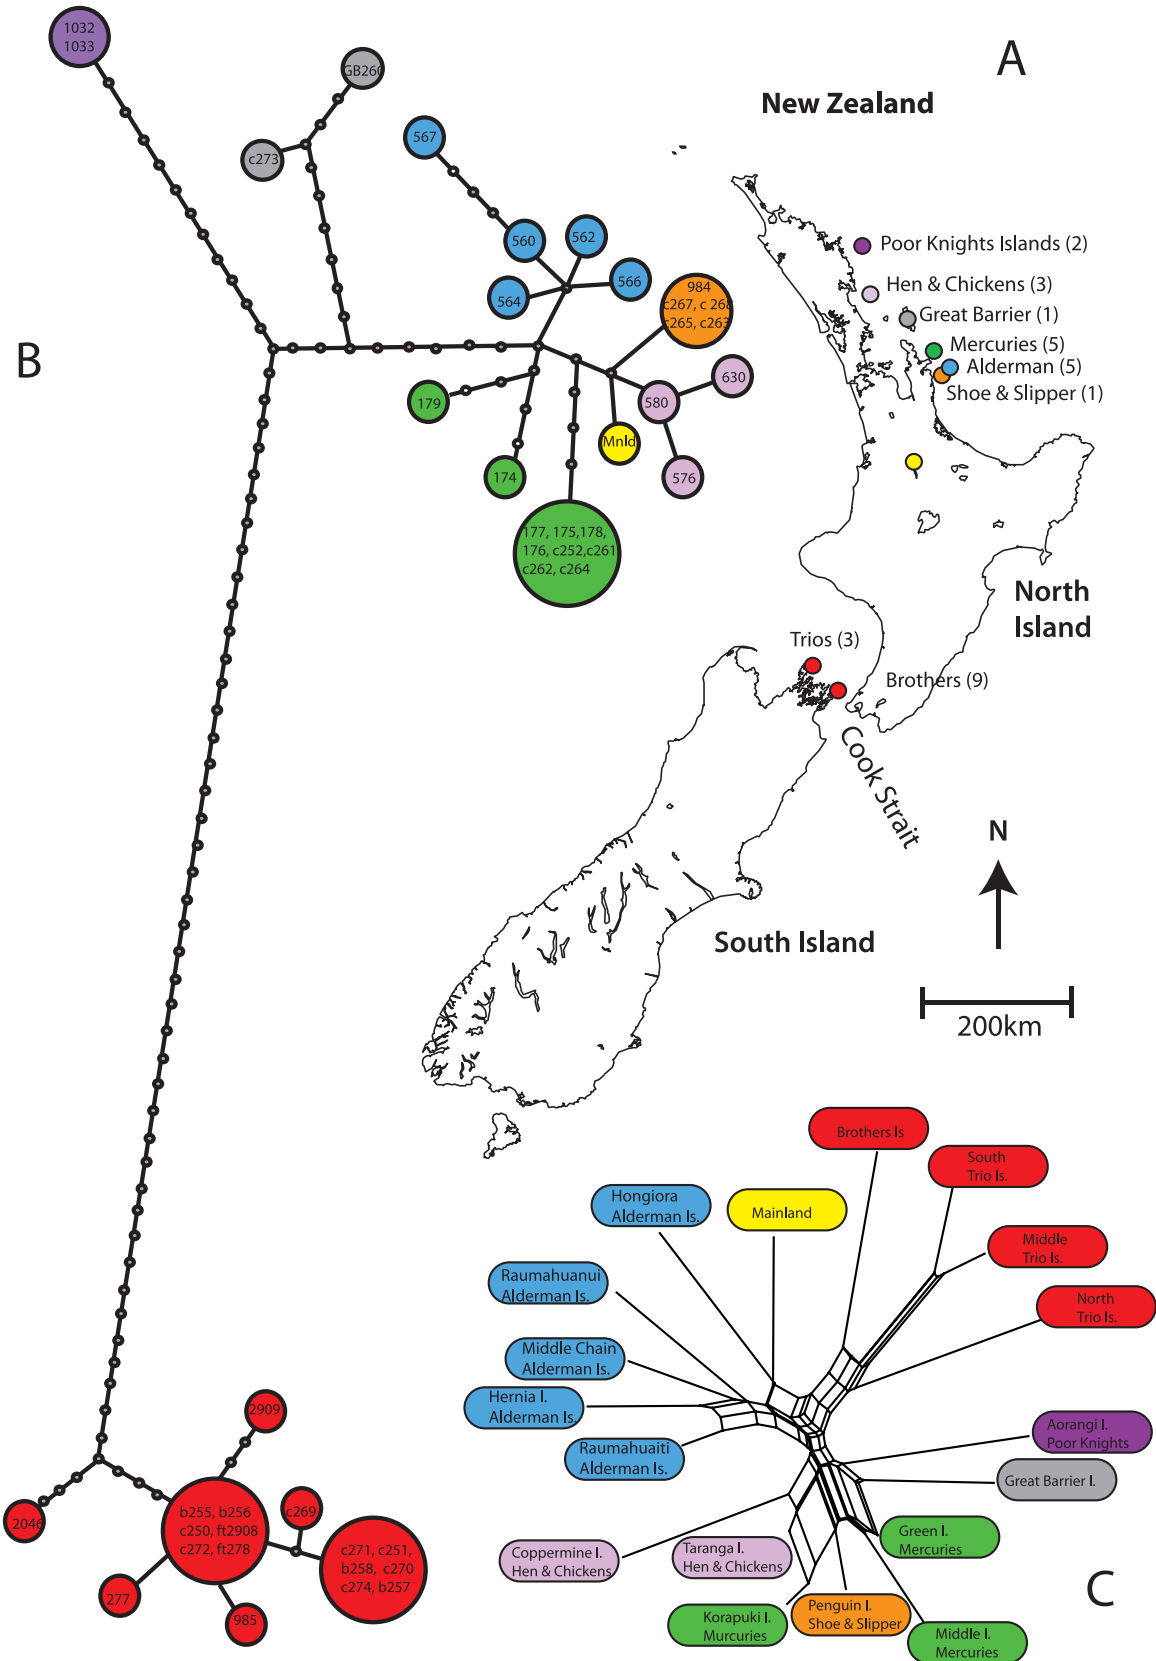 A
New Zealand
Poor Knights Islands (2)
Hen & Chickens (3)
Great Barrier (1)
Mercuries (5)
Alderman (5)
Shoe & Slipper (1)
North
Island
Trios (3)
Brothers (9)
Cook Strait
South Island
N
200km
B
1032
1033
GB260
c273
567
560
562
564
566
984
c267, c 268
c265, c263
630
580
576
Mnld
179
174
177, 175,178,
176, c252,c261
c262, c264
2909
2046
b255, b256
c250, ft2908
c272, ft278
c269
c271, c251,
b258, c270
c274, b257
277
985
C
Brothers Is
South
Trio Is.
Middle
Trio Is.
North
Trio Is.
Hongiora
Alderman Is.
Mainland
Raumahuanui
Alderman Is.
Middle Chain
Alderman Is.
Hernia I.
Alderman Is.
Raumahuaiti
Alderman Is.
Aorangi I.
Poor Knights
Great Barrier I.
Green I.
Mercuries
Coppermine I.
Hen & Chickens
Taranga I.
Hen & Chickens
Korapuki I.
Murcuries
Penguin I.
Shoe & Slipper
Middle I.
Mercuries